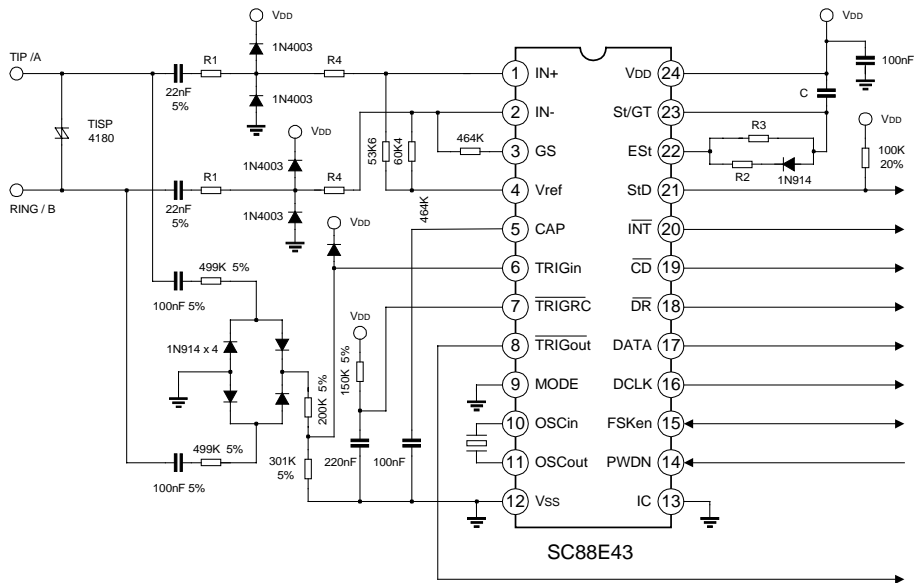 VDD
VDD
TIP /A
1N4003
R1
R4
22nF
5%
1N4003
TISP
4180
VDD
1N4003
R1
R4
53K6
60K4
464K
22nF
5%
RING / B
1N4003
464K
VDD
499K 5%
100nF 5%
1N914 x 4
VDD
150K 5%
200K 5%
499K 5%
100nF 5%
301K
5%
220nF
100nF
1 IN+
2 IN-
3 GS
4 Vref
5 CAP
6 TRIGin
7 TRIGRC
8 TRIGout
9 MODE
10 OSCin
11 OSCout
12 VSS
VDD 24
St/GT 23
ESt 22
StD 21
INT 20
CD 19
DR 18
DATA 17
DCLK 16
FSKen 15
PWDN 14
IC 13
100nF
C
VDD
R3
R2
1N914
100K
20%
SC88E43